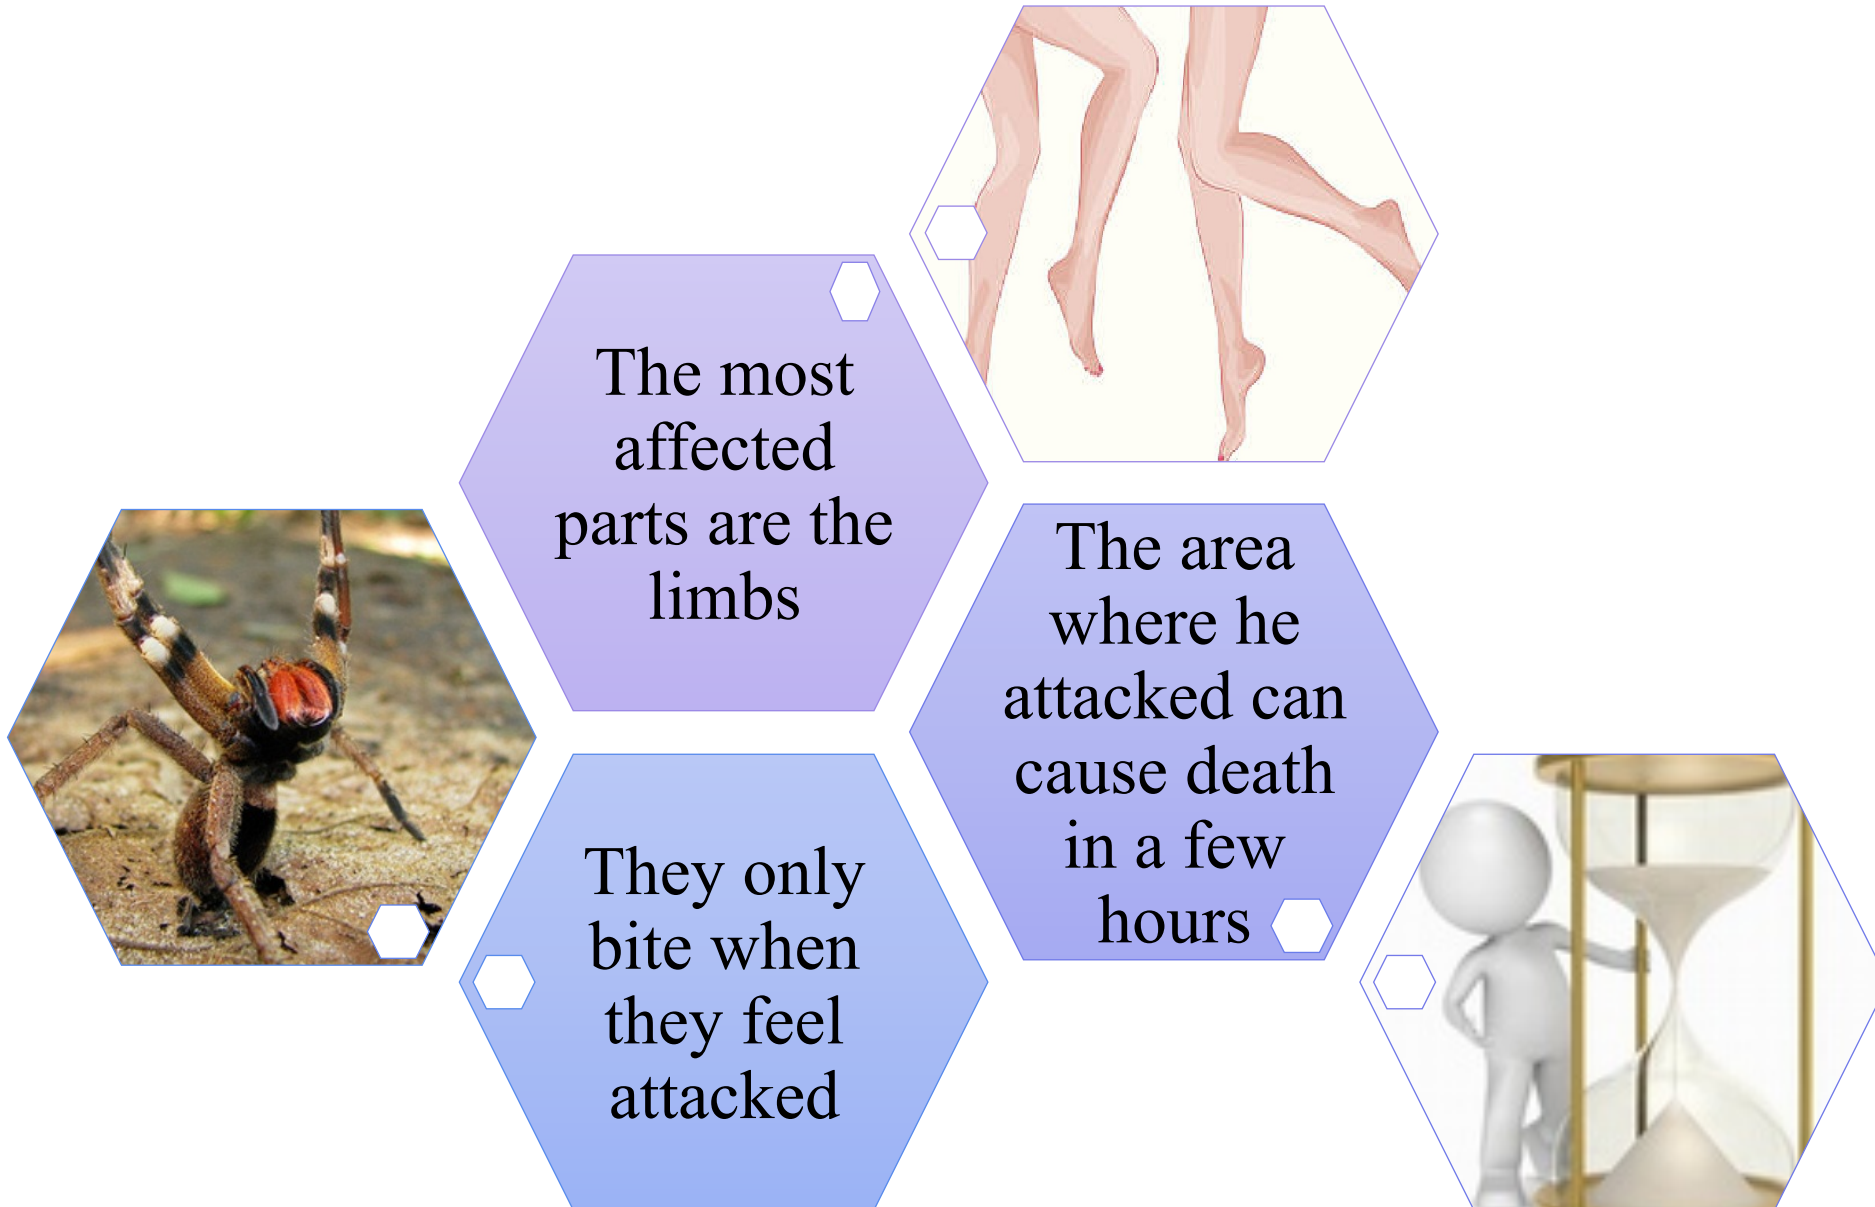 The most
affected
parts are the
limbs
The area
where he
attacked can
cause death
in a few
hours
They only
bite when
they feel
attacked